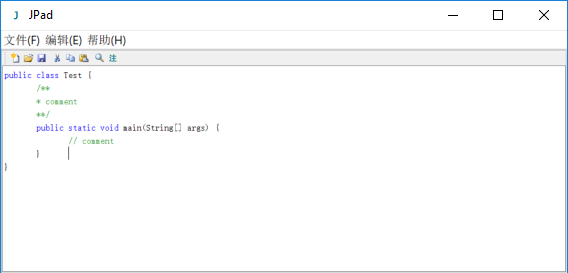 J JPad
文件(F) 编辑(E) 帮助(H)
注
public class Test {
/**
* comment
**/
public static void main(String[] args) {
// comment
}
}